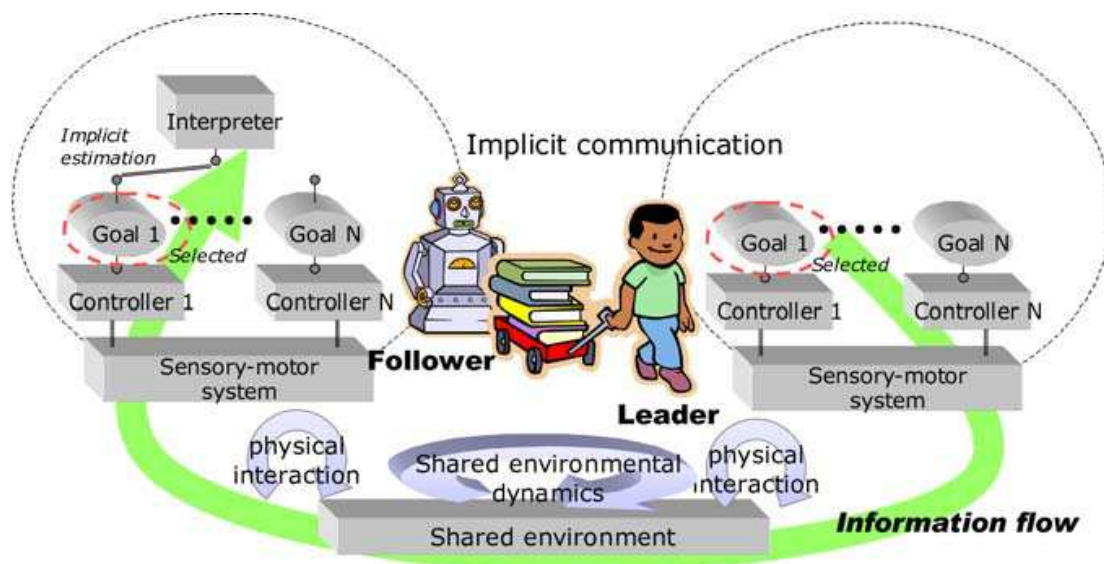 Interpreter
Implicit
estimation
Implicit communication
Goal 1
Goal N
Selected
Controller 1
Controller N
Sensory-motor
system
Follower
Leader
Goal 1
Goal N
Selected
Controller 1
Controller N
Sensory-motor
system
physical
interaction
Shared environmental
dynamics
physical
interaction
Shared environment
Information flow